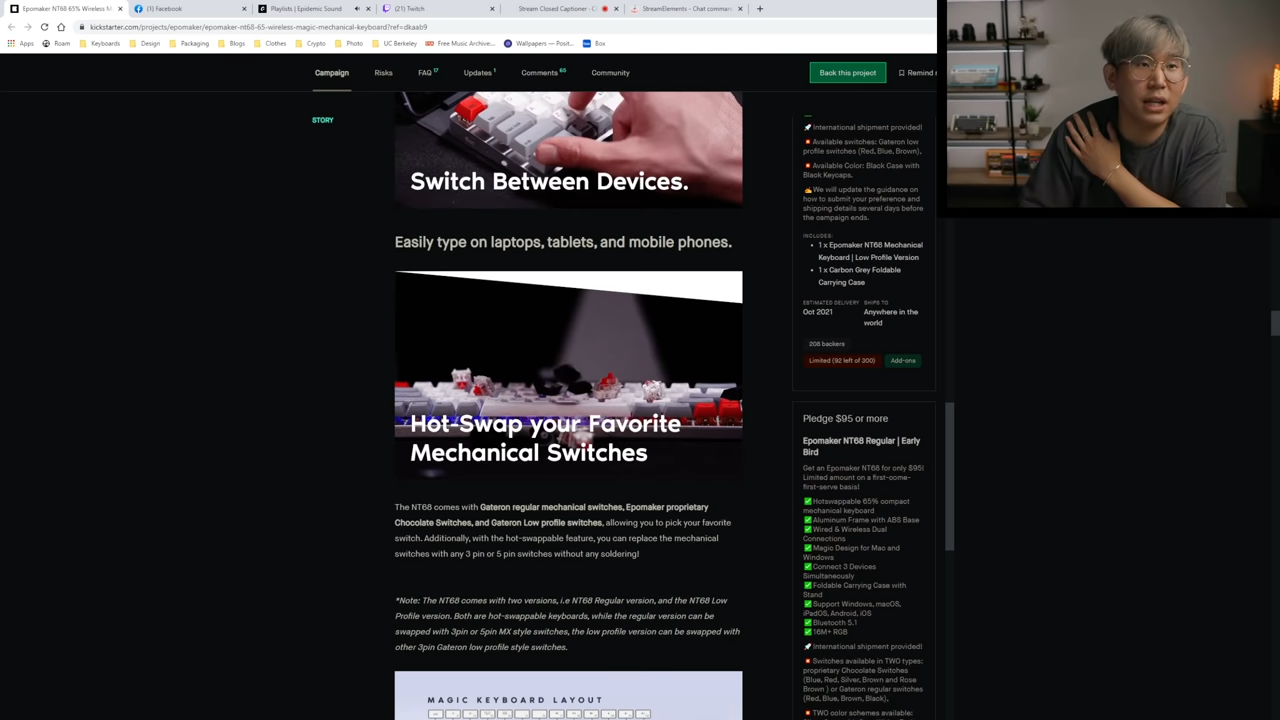 Epomaker NT68 65% Wireless M
(1) Facebook
Playlists | Epidemic Sound
(21) Twitch
Stream Closed Captioner - C
StreamElements - Chat comman
kickstarter.com/projects/epomaker/epomaker-nt68-65-wireless-magic-mechanical-keyboard?ref=dkaab9
Apps
Roam
Keyboards
Design
Packaging
Blogs
Clothes
Crypto
Photo
UC Berkeley
Free Music Archive...
Wallpapers — Posit...
Box
Campaign
Risks
FAQ 17
Updates 1
Comments 65
Community
Back this project
Remind
STORY
Switch Between Devices.
Easily type on laptops, tablets, and mobile phones.
Hot-Swap your Favorite
Mechanical Switches
The NT68 comes with Gateron regular mechanical switches, Epomaker proprietary
Chocolate Switches, and Gateron Low profile switches, allowing you to pick your favorite
switch. Additionally, with the hot-swappable feature, you can replace the mechanical
switches with any 3 pin or 5 pin switches without any soldering!
*Note: The NT68 comes with two versions, i.e NT68 Regular version, and the NT68 Low
Profile version. Both are hot-swappable keyboards, while the regular version can be
swapped with 3pin or 5pin MX style switches, the low profile version can be swapped with
other 3pin Gateron low profile style switches.
MAGIC KEYBOARD LAYOUT
🚀 International shipment provided!
💥 Available switches: Gateron low
profile switches (Red, Blue, Brown),
💥 Available Color: Black Case with
Black Keycaps.
✍️We will update the guidance on
how to submit your preference and
shipping details several days before
the campaign ends.
INCLUDES:
• 1 x Epomaker NT68 Mechanical
Keyboard | Low Profile Version
• 1 x Carbon Grey Foldable
Carrying Case
ESTIMATED DELIVERY
Oct 2021
SHIPS TO
Anywhere in the
world
208 backers
Limited (92 left of 300)
Add-ons
Pledge $95 or more
Epomaker NT68 Regular | Early
Bird
Get an Epomaker NT68 for only $95!
Limited amount on a first-come-
first-serve basis!
✅Hotswappable 65% compact
mechanical keyboard
✅Aluminum Frame with ABS Base
✅Wired & Wireless Dual
Connections
✅Magic Design for Mac and
Windows
✅Connect 3 Devices
Simultaneously
✅Foldable Carrying Case with
Stand
✅Support Windows, macOS,
iPadOS, Android, iOS
✅Bluetooth 5.1
✅16M+ RGB
🚀 International shipment provided!
💥 Switches available in TWO types:
proprietary Chocolate Switches
(Blue, Red, Silver, Brown and Rose
Brown ) or Gateron regular switches
(Red, Blue, Brown, Black),
💥 TWO color schemes available: